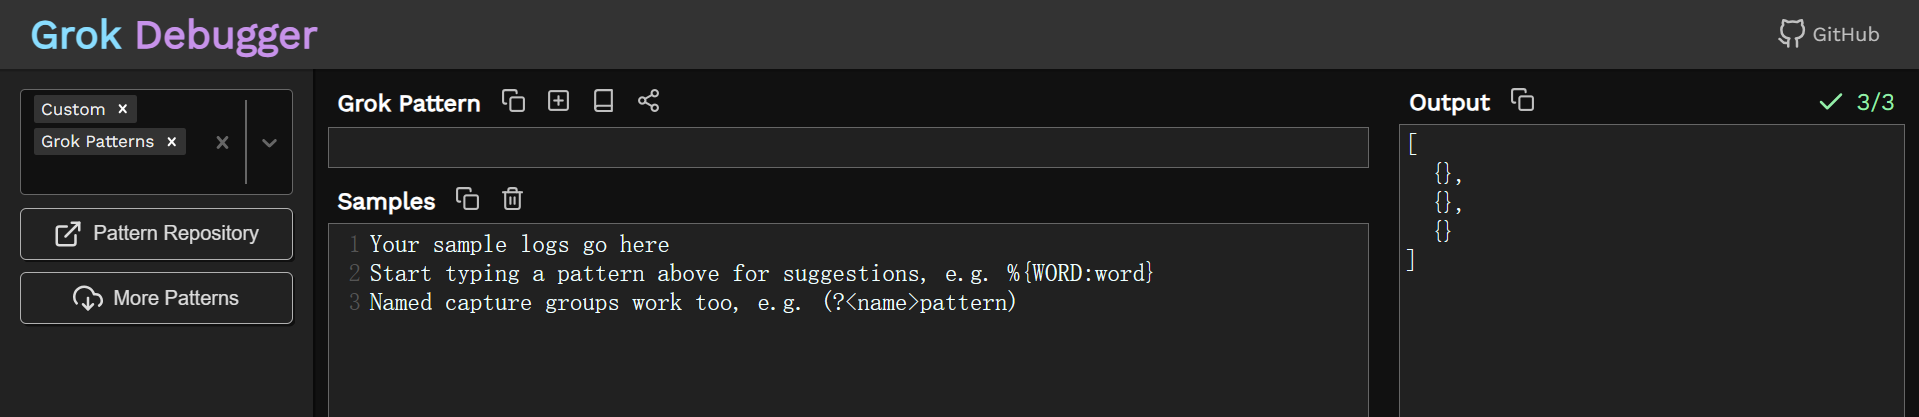 Grok Debugger
GitHub
Custom ×
Grok Patterns ×
Pattern Repository
More Patterns
Grok Pattern
Samples
1 Your sample logs go here
2 Start typing a pattern above for suggestions, e.g. %{WORD:word}
3 Named capture groups work too, e.g. (?<name>pattern)
Output
3/3
[
{},
{},
{}
]